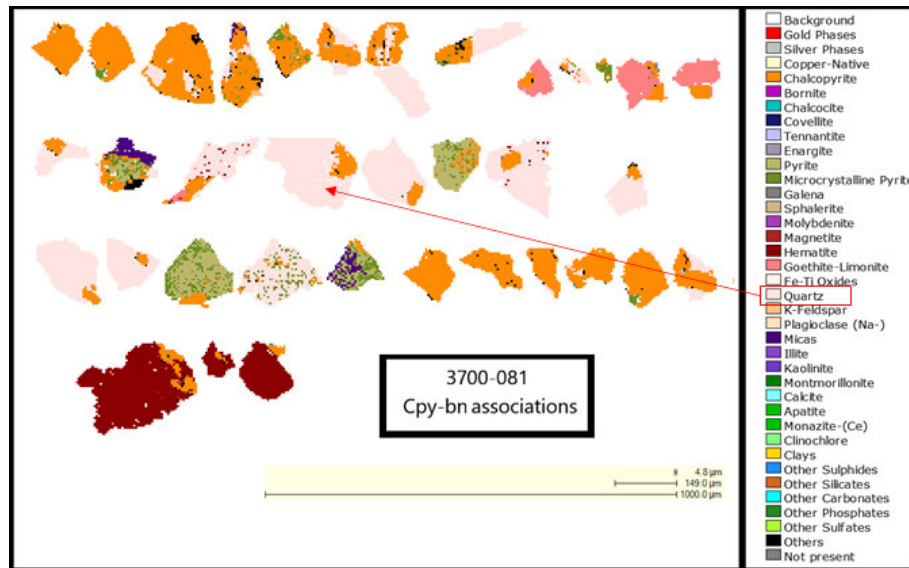 Background
Gold Phases
Silver Phases
Copper-Native
Chalcopyrite
Bornite
Chalcocite
Covellite
Tennantite
Enargite
Pyrite
Microcrystalline Pyrite
Galena
Sphalerite
Molybdenite
Magnetite
Hematite
Goethite-Limonite
Fe-Ti Oxides
Quartz
K-Feldspar
Plagioclase (Na-)
Micas
Illite
Kaolinite
Montmorillonite
Calcite
Apatite
Monazite-(Ce)
Clinochlore
Clays
Other Sulphides
Other Silicates
Other Carbonates
Other Phosphates
Other Sulfates
Others
Not present
3700-081
Cpy-bn associations
4.8 µm
149.0 µm
1000.0 µm